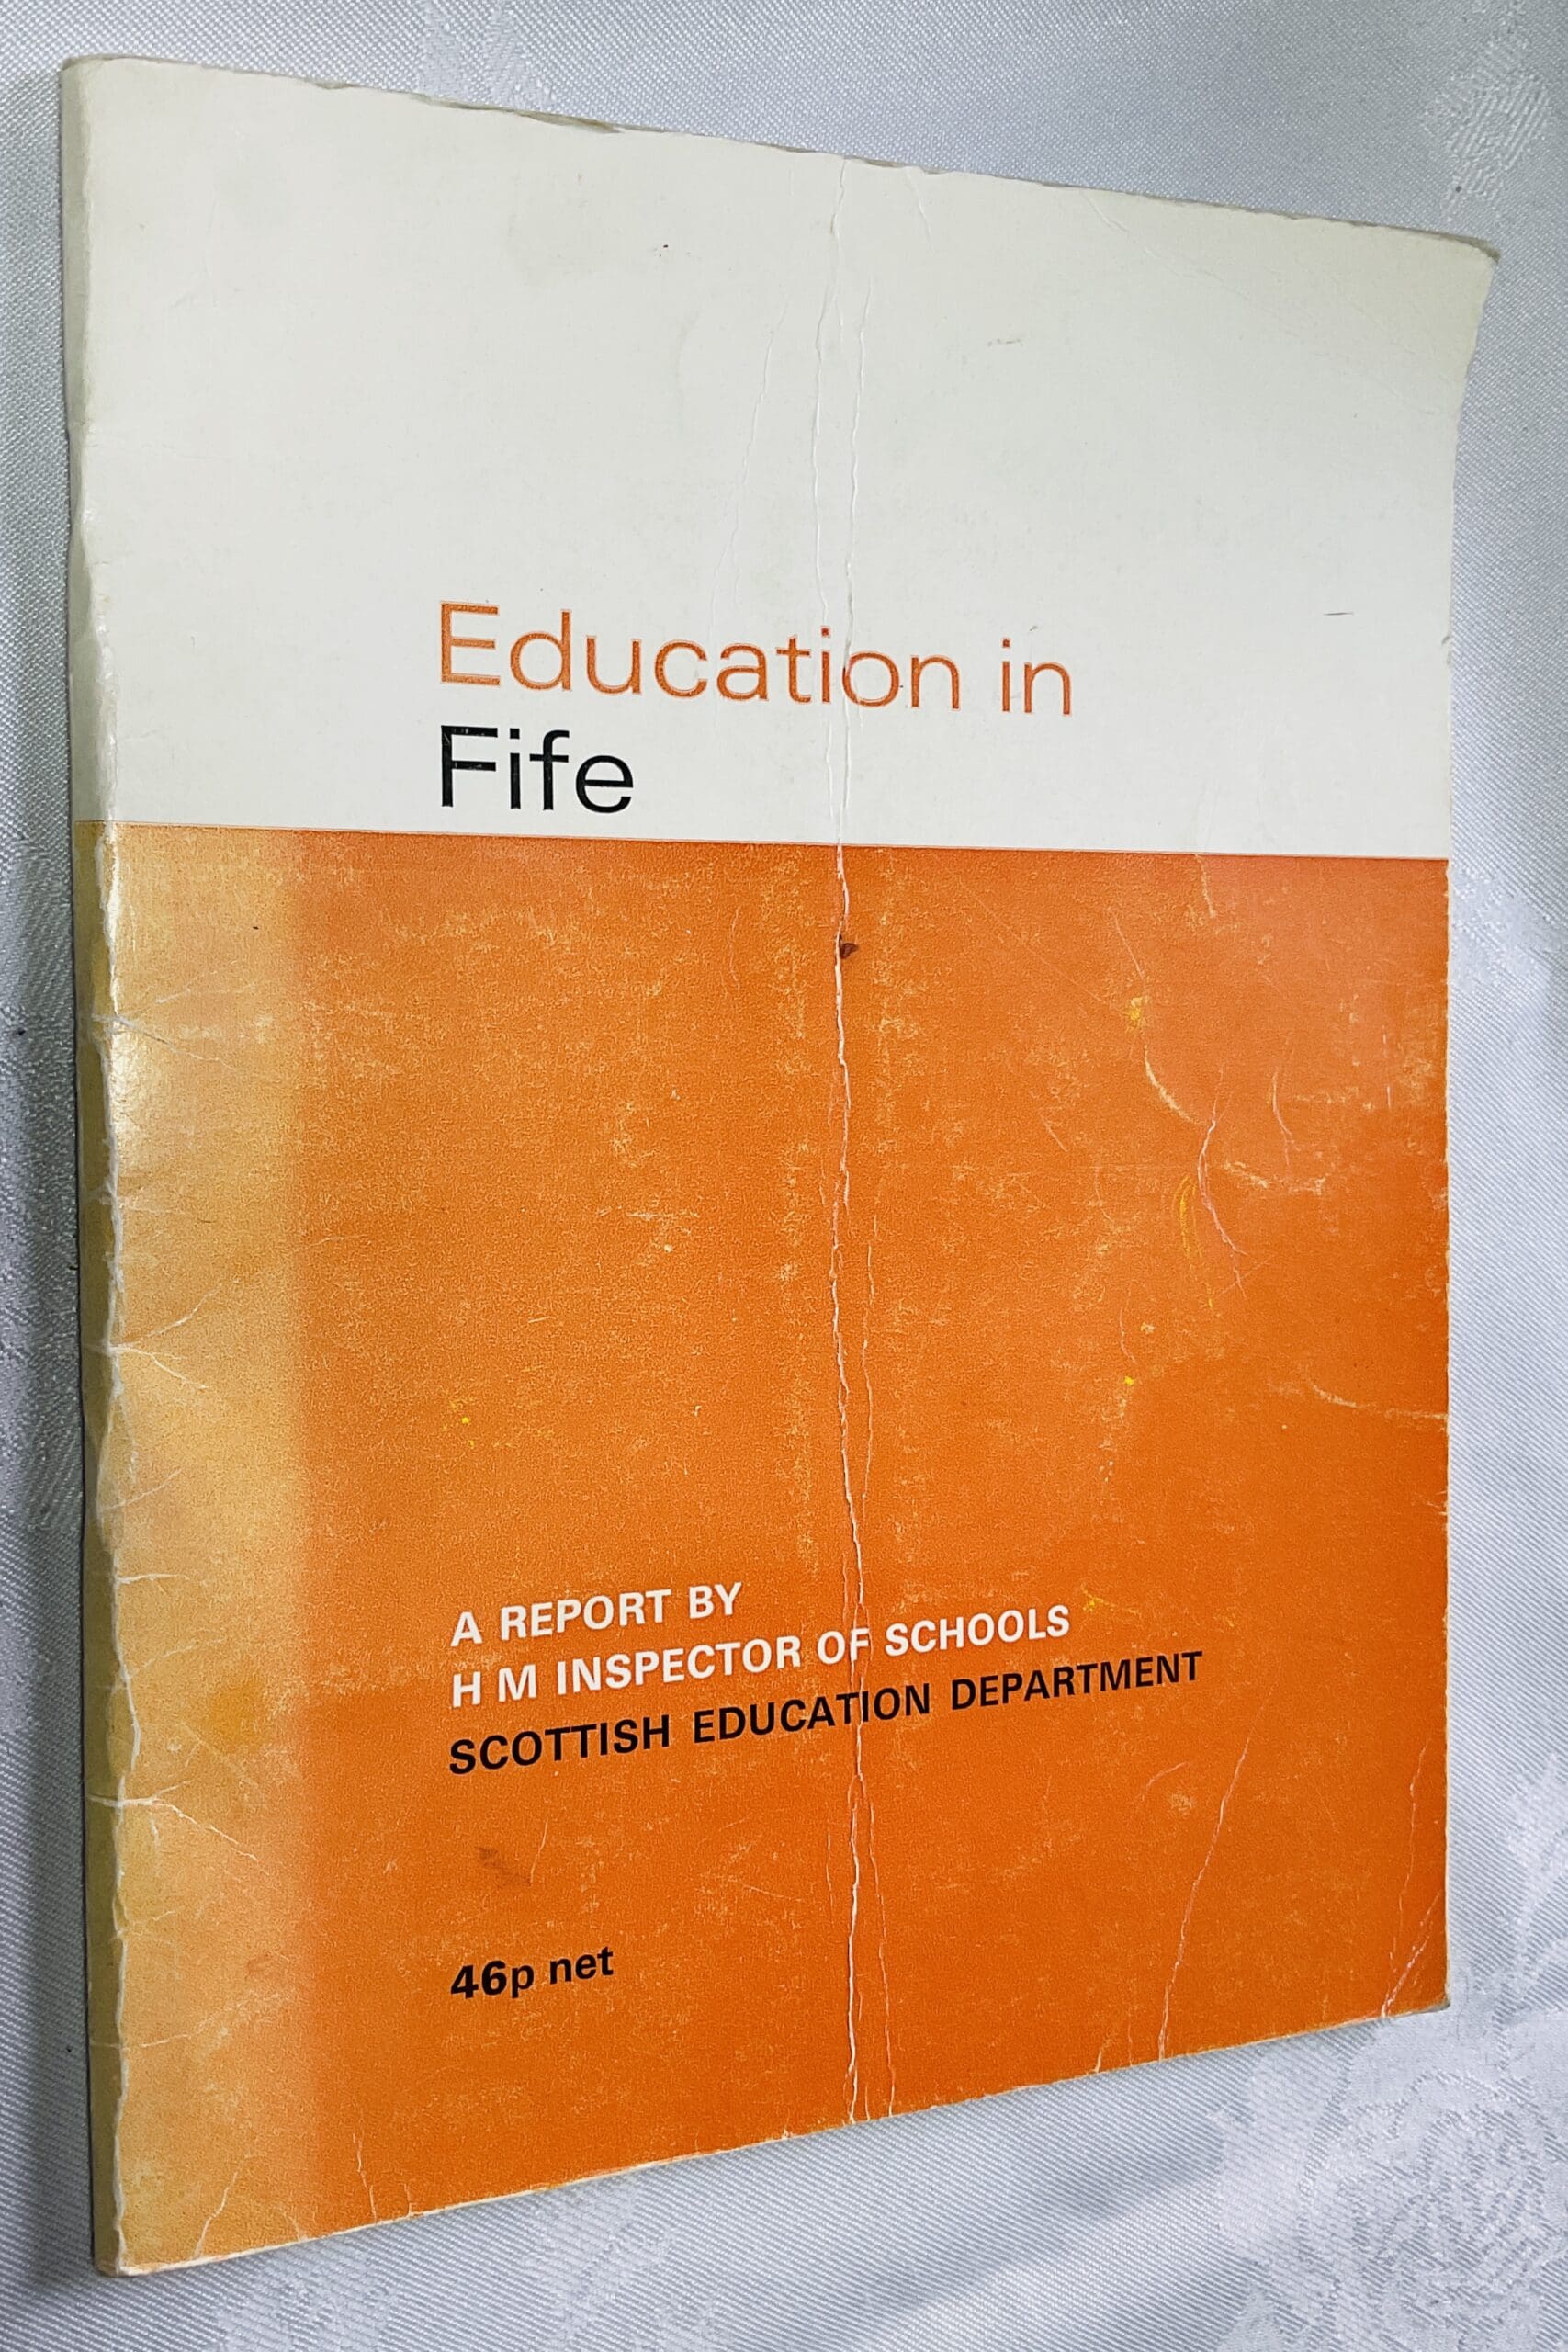 Education in
Fife
A REPORT BY
H M INSPECTOR OF SCHOOLS
SCOTTISH EDUCATION DEPARTMENT
46p net